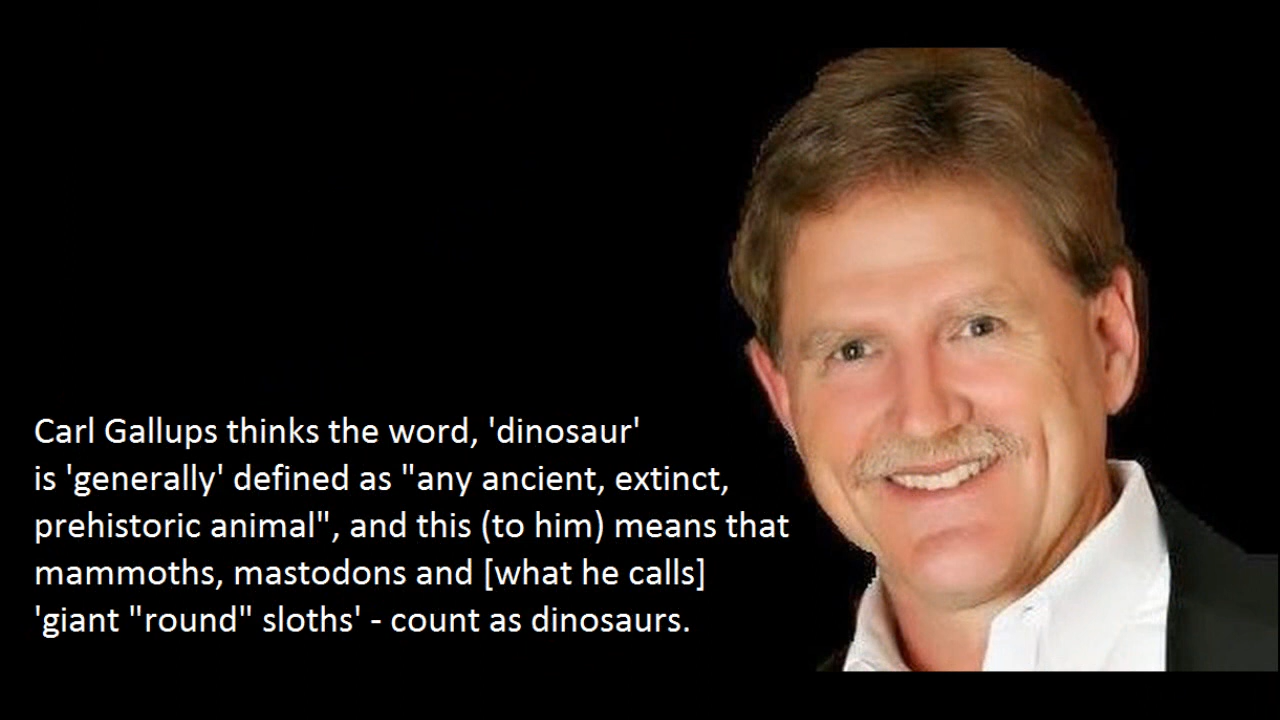 Carl Gallups thinks the word, 'dinosaur'
is 'generally' defined as "any ancient, extinct,
prehistoric animal", and this (to him) means that
mammoths, mastodons and [what he calls]
'giant "round" sloths' - count as dinosaurs.